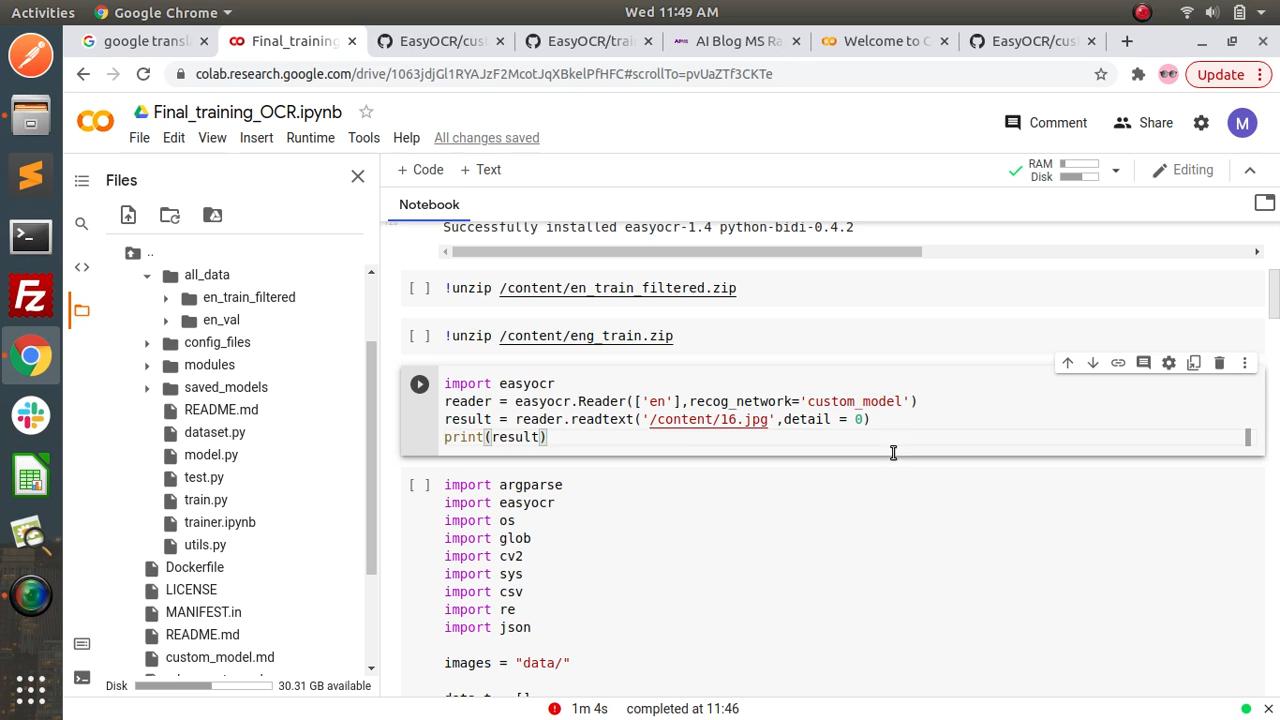 Activities
Google Chrome
Wed 11:49 AM
google transl
Final_training
EasyOCR/cust
EasyOCR/train
AI Blog MS Ra
Welcome to C
EasyOCR/cust
colab.research.google.com/drive/1063jdjGl1RYAJzF2McotJqXBkelPfHFC#scrollTo=pvUaZTf3CKTe
Update
CO
Final_training_OCR.ipynb
File Edit View Insert Runtime Tools Help All changes saved
Comment
Share
M
Files
+ Code + Text
RAM
Disk
Editing
Notebook
..
all_data
en_train_filtered
en_val
config_files
modules
saved_models
README.md
dataset.py
model.py
test.py
train.py
trainer.ipynb
utils.py
Dockerfile
LICENSE
MANIFEST.in
README.md
custom_model.md
Disk
30.31 GB available
Successfully installed easyocr-1.4 python-bidi-0.4.2
[ ] !unzip /content/en_train_filtered.zip
[ ] !unzip /content/eng_train.zip
import easyocr
reader = easyocr.Reader(['en'],recog_network='custom_model')
result = reader.readtext('/content/16.jpg',detail = 0)
print(result)
[ ] import argparse
import easyocr
import os
import glob
import cv2
import sys
import csv
import re
import json
images = "data/"
1m 4s completed at 11:46